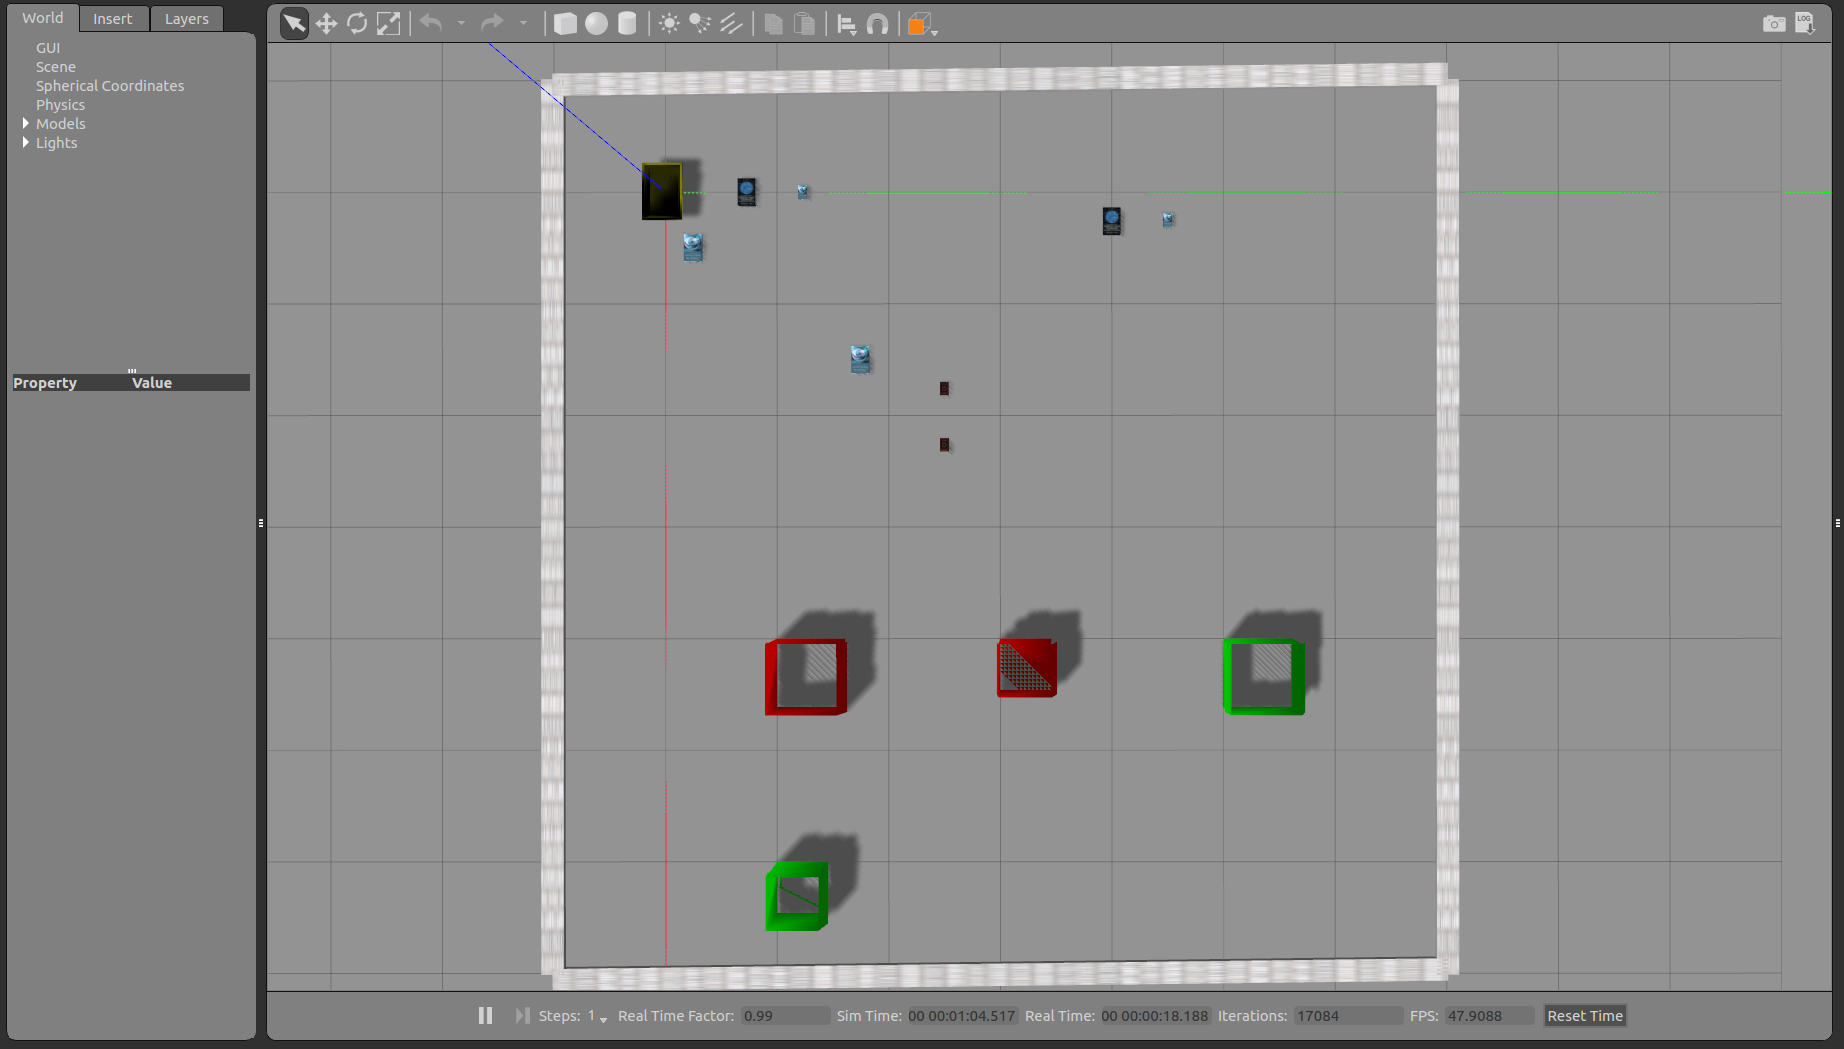 World Insert Layers
GUI
Scene
Spherical Coordinates
Physics
Models
Lights
Property Value
LOG
Steps: 1 Real Time Factor: 0.99 Sim Time: 00 00:01:04.517 Real Time: 00 00:00:18.188 Iterations: 17084 FPS: 47.9088 Reset Time